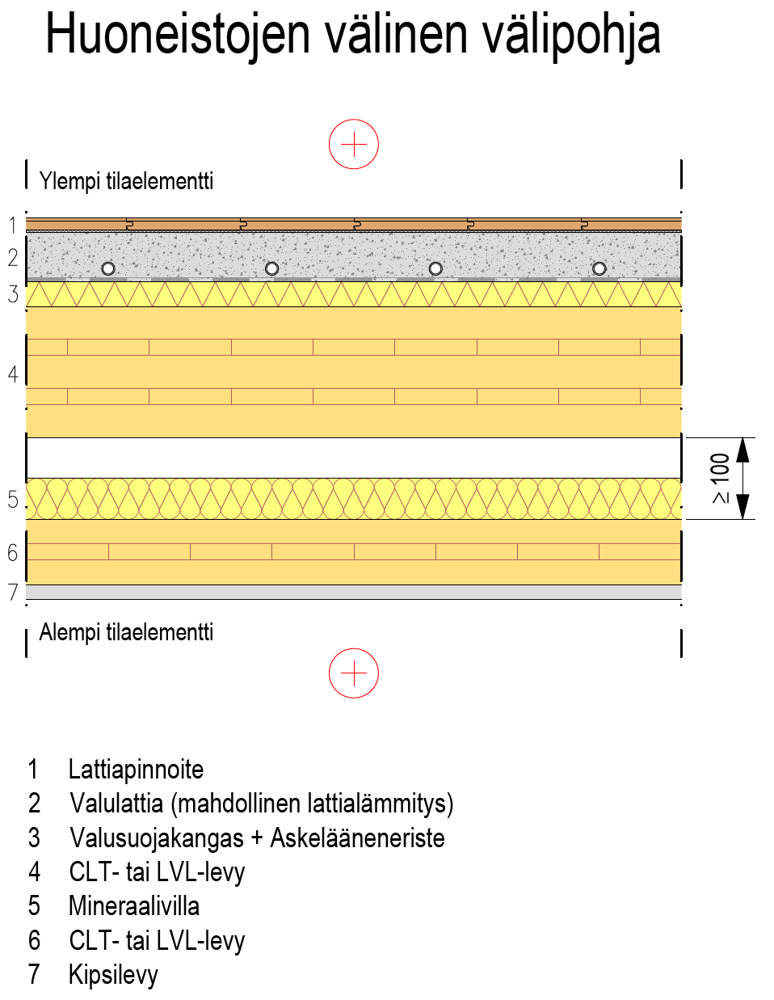 Huoneistojen välinen välipohja
Ylempi tilaelementti
1
2
3
4
≥ 100
5
6
7
Alempi tilaelementti
1 Lattiapinnoite
2 Valulattia (mahdollinen lattialämmitys)
3 Valusuojakangas + Askelääneneriste
4 CLT- tai LVL-levy
5 Mineraalivilla
6 CLT- tai LVL-levy
7 Kipsilevy